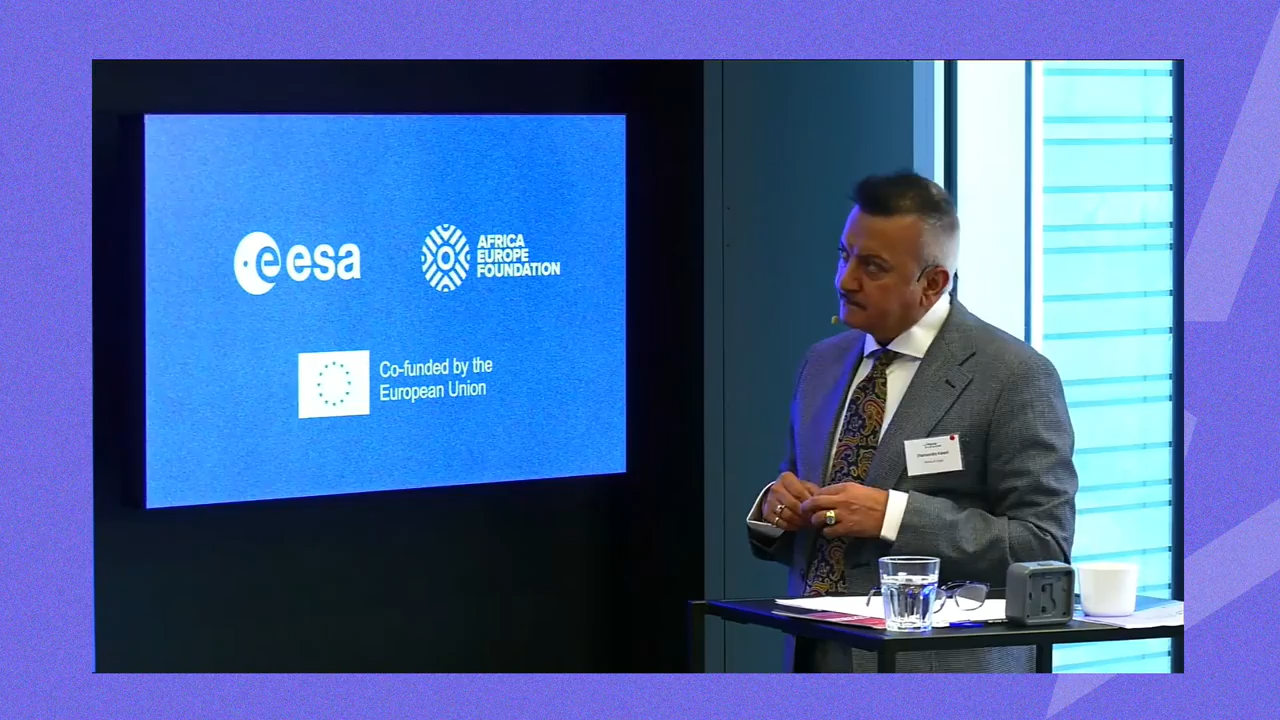 esa
AFRICA
EUROPE
FOUNDATION
Co-funded by the
European Union